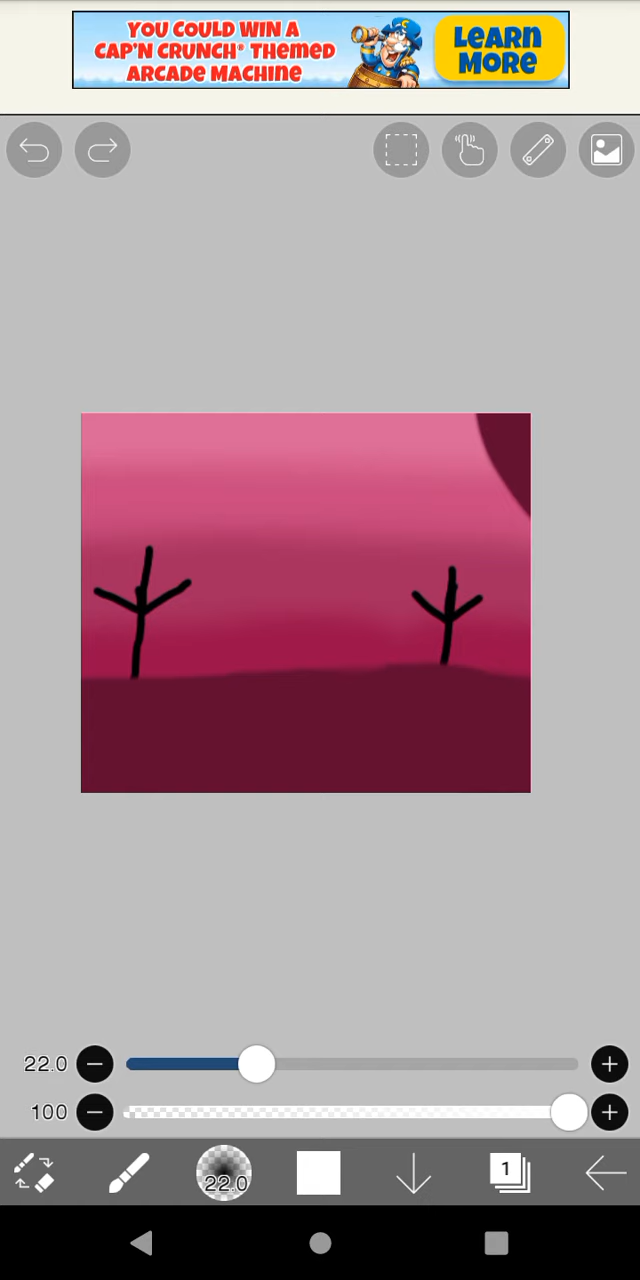 YOU COULD WIN A
CAP'N CRUNCH® THEMED
ARCADE MACHINE
LEARN
MORE
22.0
100
22.0
1